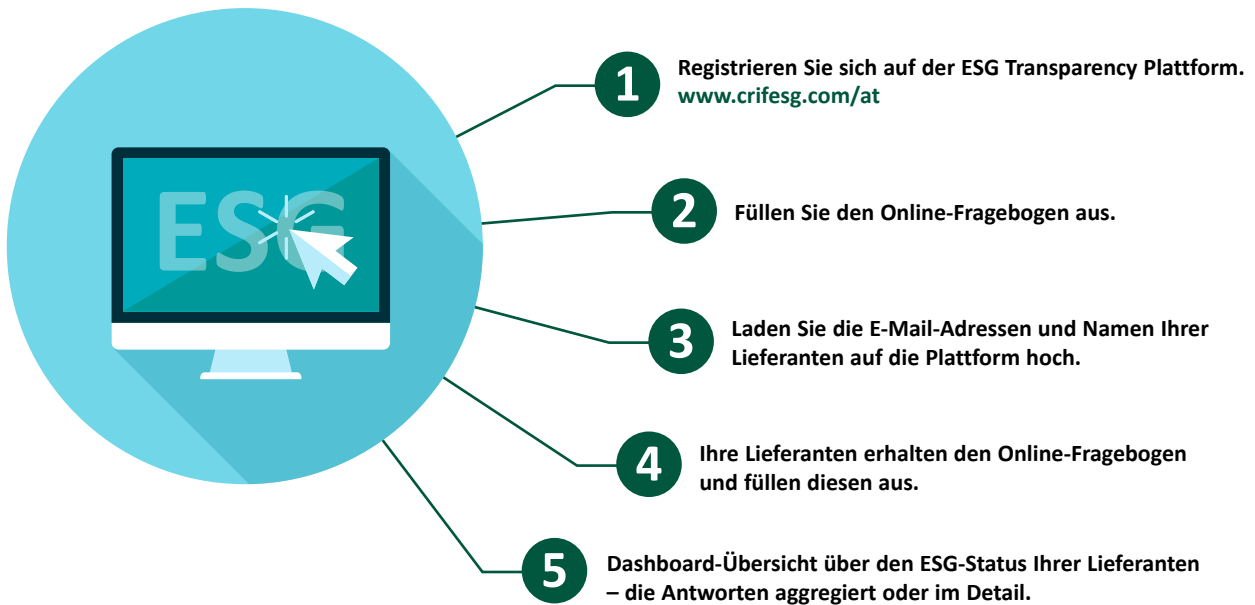 ESG
1
Registrieren Sie sich auf der ESG Transparency Plattform.
www.crifesg.com/at
2
Füllen Sie den Online-Fragebogen aus.
3
Laden Sie die E-Mail-Adressen und Namen Ihrer
Lieferanten auf die Plattform hoch.
4
Ihre Lieferanten erhalten den Online-Fragebogen
und füllen diesen aus.
5
Dashboard-Übersicht über den ESG-Status Ihrer Lieferanten
– die Antworten aggregiert oder im Detail.